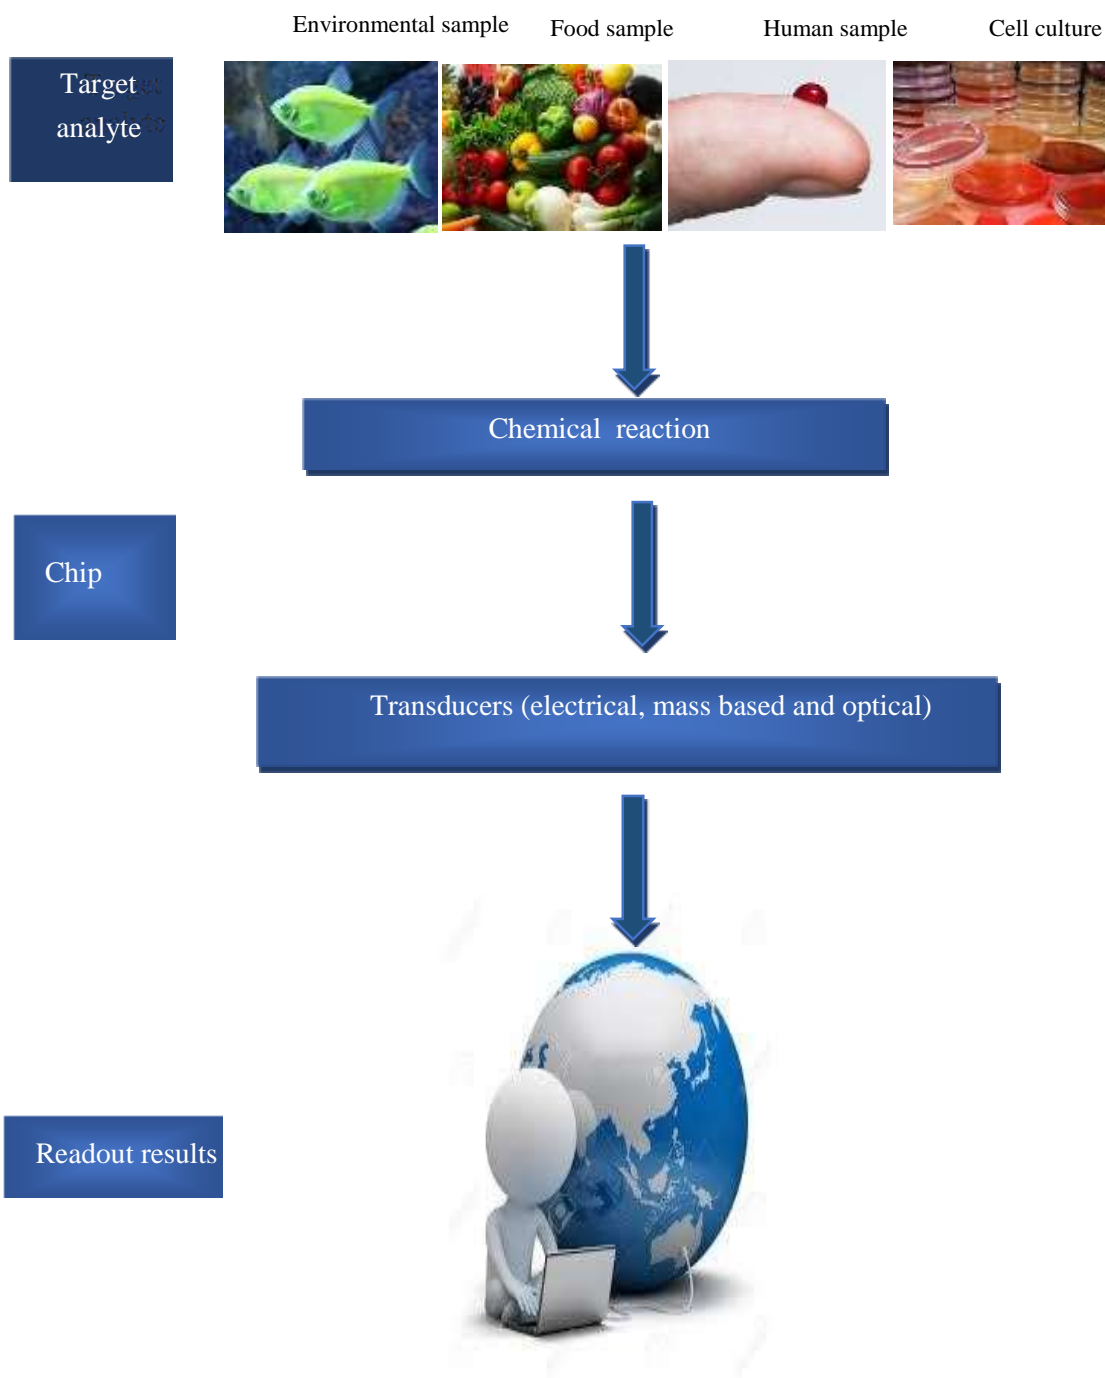 Environmental sample
Food sample
Human sample
Cell culture
Target
analyte
Chemical  reaction
Chip
Transducers (electrical, mass based and optical)
Readout results